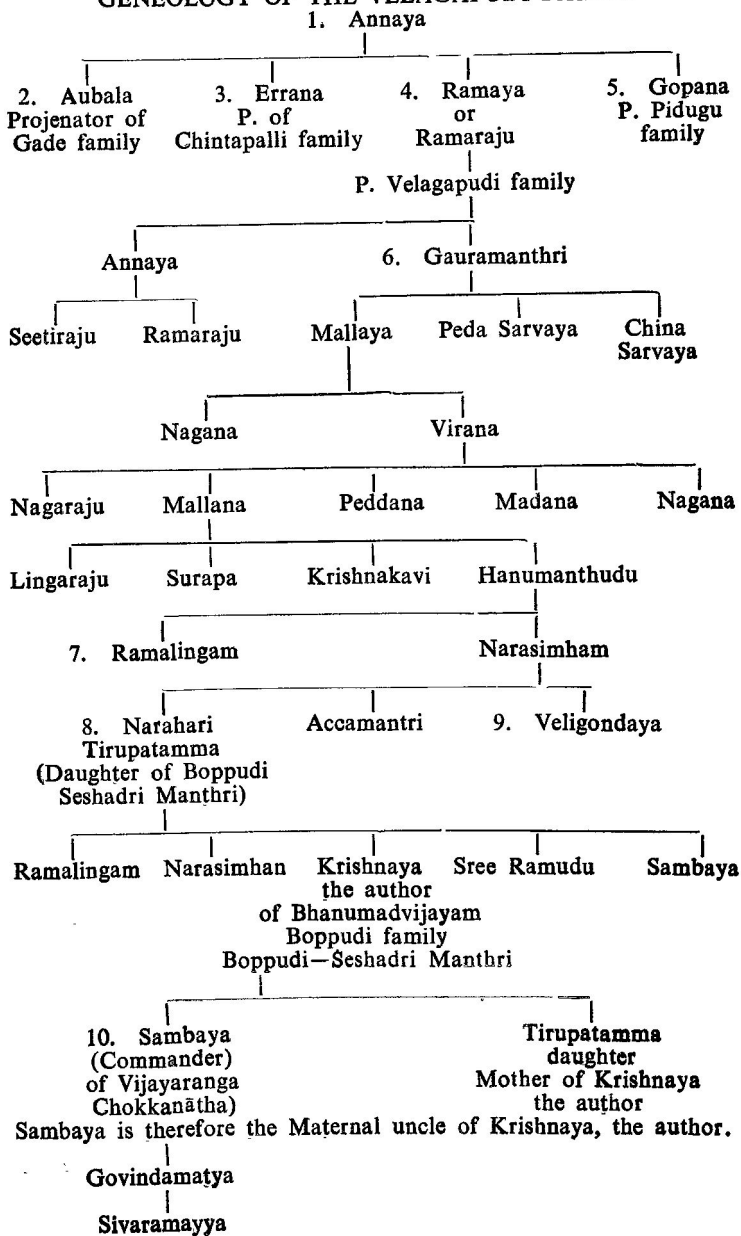 GENEOLOGY OF THE VELAGAPUDI
1. Annaya
2. Aubala 3. Errana 4. Ramaya 5. Gopana
Projenator of P. of or P. Pidugu
Gade family Chintapalli family Ramaraju family
P. Velagapudi family
Annaya 6. Gauramanthri
Seetiraju Ramaraju Mallaya Peda Sarvaya China
Sarvaya
Nagana Virana
Nagaraju Mallana Peddana Madana Nagana
Lingaraju Surapa Krishnakavi Hanumanthudu
7. Ramalingam Narasimham
8. Narahari Accamantri 9. Veligondaya
Tirupatamma
(Daughter of Boppudi
Seshadri Manthri)
Ramalingam Narasimhan Krishnaya Sree Ramudu Sambaya
the author
of Bhanumadvijayam
Boppudi family
Boppudi—Seshadri Manthri
10. Sambaya Tirupatamma
(Commander) daughter
of Vijayaranga Mother of Krishnaya
Chokkanātha) the author
Sambaya is therefore the Maternal uncle of Krishnaya, the author.
Govindamatya
Sivaramayya